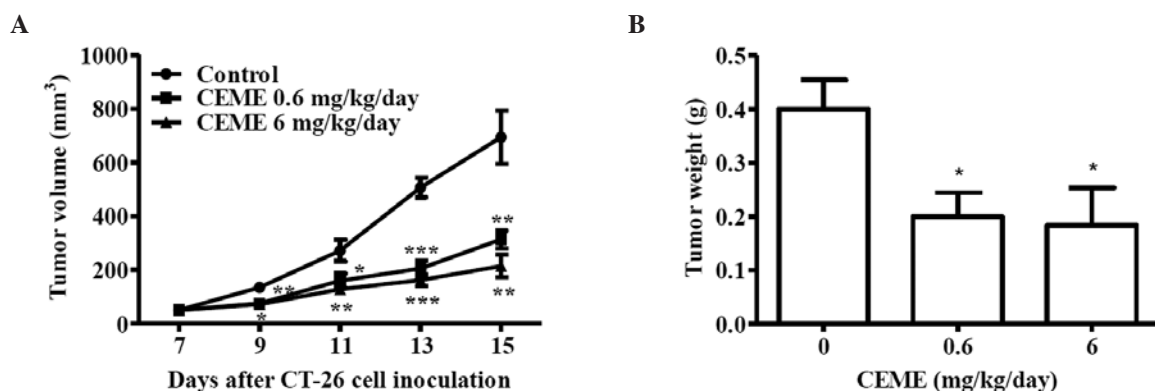 A
Tumor volume (mm³)
1000
800
600
400
200
0
Control
CEME 0.6 mg/kg/day
CEME 6 mg/kg/day
**
*
*
**
***
***
**
**
7 9 11 13 15
Days after CT-26 cell inoculation
B
Tumor weight (g)
0.5
0.4
0.3
0.2
0.1
0.0
* *
0 0.6 6
CEME (mg/kg/day)